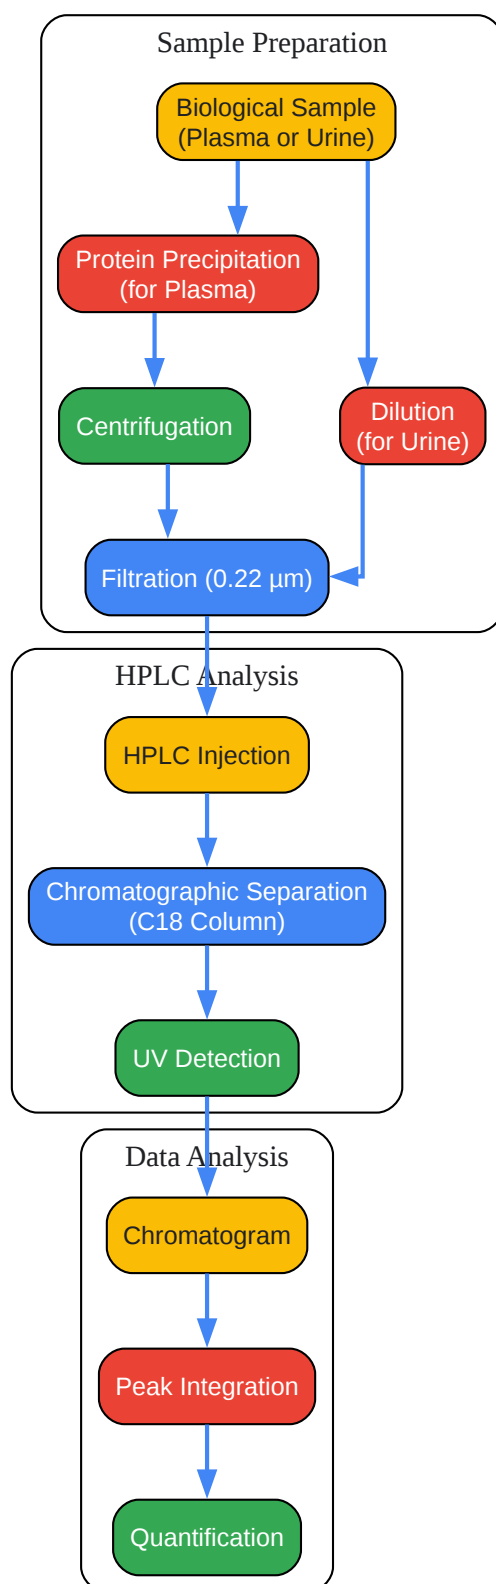 Sample Preparation
Biological Sample
(Plasma or Urine)
Protein Precipitation
(for Plasma)
Centrifugation
Dilution
(for Urine)
Filtration (0.22 µm)
HPLC Analysis
HPLC Injection
Chromatographic Separation
(C18 Column)
UV Detection
Data Analysis
Chromatogram
Peak Integration
Quantification